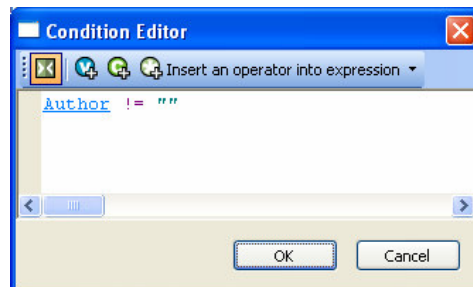 Condition Editor
Insert an operator into expression
Author != ""
OK
Cancel